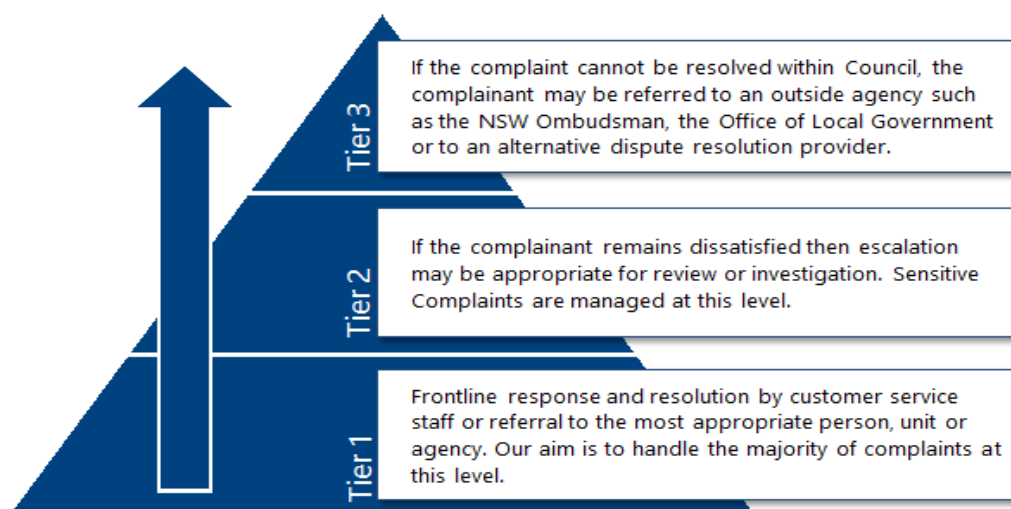 Tier 3
If the complaint cannot be resolved within Council, the
complainant may be referred to an outside agency such
as the NSW Ombudsman, the Office of Local Government
or to an alternative dispute resolution provider.
Tier 2
If the complainant remains dissatisfied then escalation
may be appropriate for review or investigation. Sensitive
Complaints are managed at this level.
Tier 1
Frontline response and resolution by customer service
staff or referral to the most appropriate person, unit or
agency. Our aim is to handle the majority of complaints at
this level.